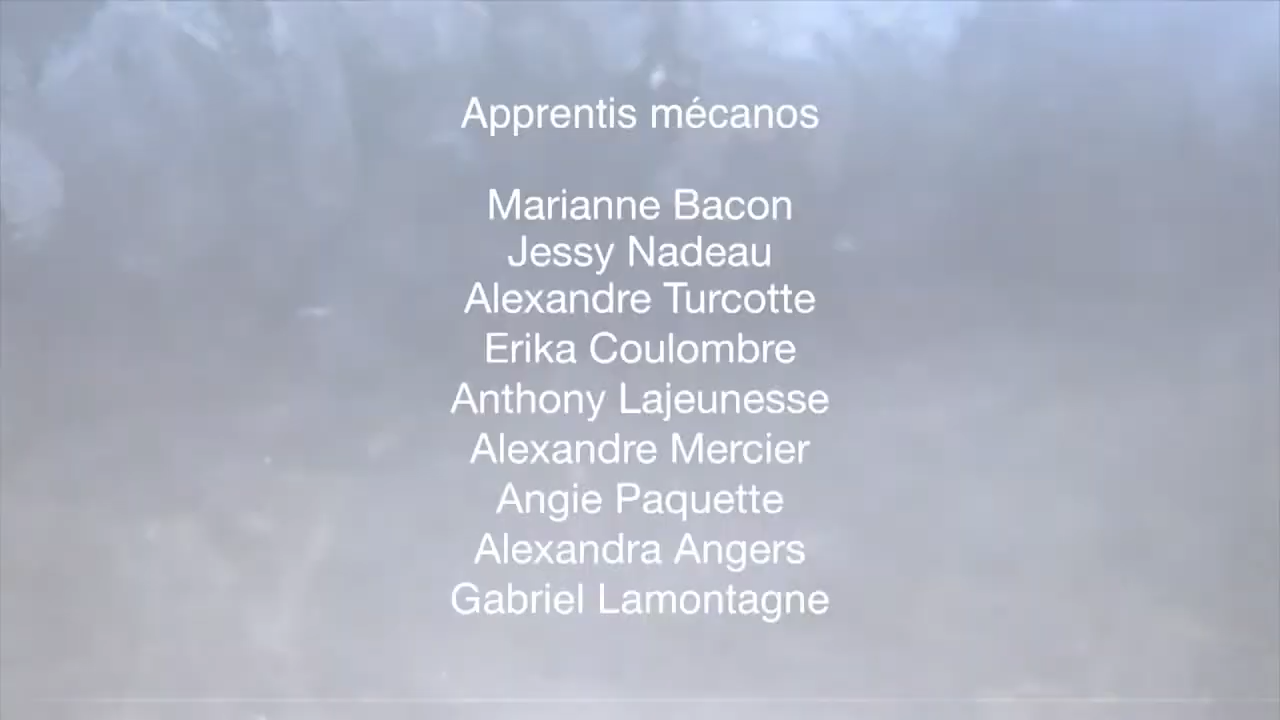 Apprentis mécanos
Marianne Bacon
Jessy Nadeau
Alexandre Turcotte
Erika Coulombre
Anthony Lajeunesse
Alexandre Mercier
Angie Paquette
Alexandra Angers
Gabriel Lamontagne